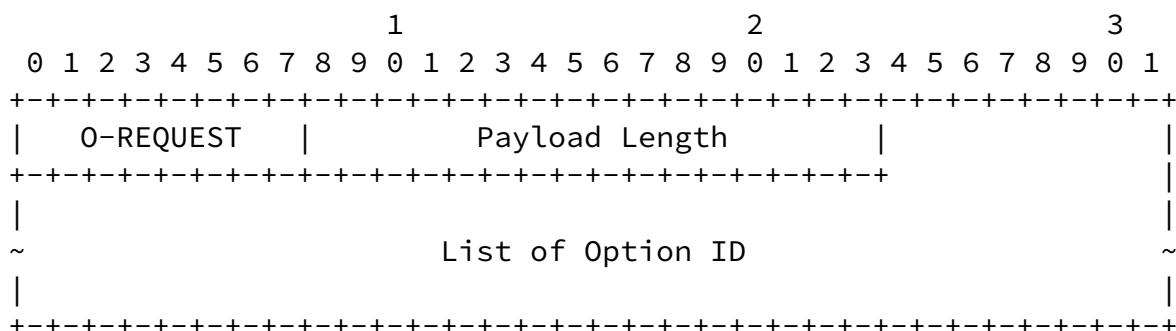 1                   2                   3
 0 1 2 3 4 5 6 7 8 9 0 1 2 3 4 5 6 7 8 9 0 1 2 3 4 5 6 7 8 9 0 1
+-+-+-+-+-+-+-+-+-+-+-+-+-+-+-+-+-+-+-+-+-+-+-+-+-+-+-+-+-+-+-+-+
|   O-REQUEST   |         Payload Length        |               |
+-+-+-+-+-+-+-+-+-+-+-+-+-+-+-+-+-+-+-+-+-+-+-+-+               |
|                                                               |
~                       List of Option ID                       ~
|                                                               |
+-+-+-+-+-+-+-+-+-+-+-+-+-+-+-+-+-+-+-+-+-+-+-+-+-+-+-+-+-+-+-+-+